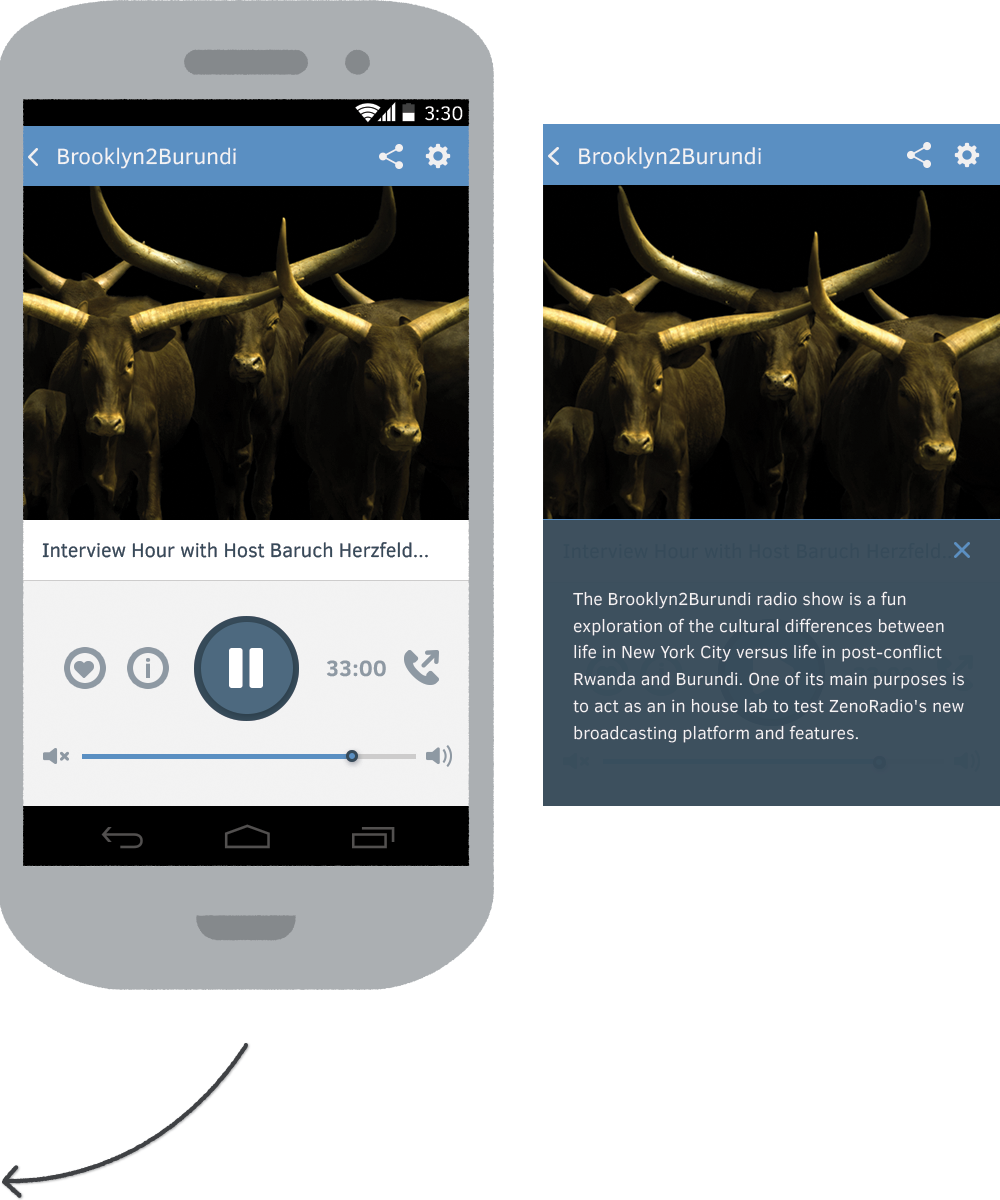 3:30
Brooklyn2Burundi
Interview Hour with Host Baruch Herzfeld...
33:00
Brooklyn2Burundi
Interview Hour with Host Baruch Herzfeld...
The Brooklyn2Burundi radio show is a fun
exploration of the cultural differences between
life in New York City versus life in post-conflict
Rwanda and Burundi. One of its main purposes is
to act as an in house lab to test ZenoRadio's new
broadcasting platform and features.